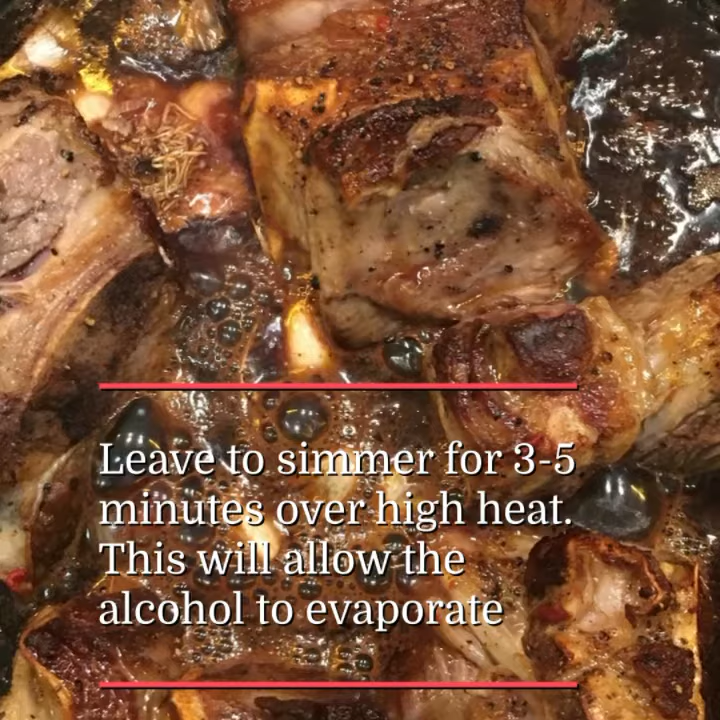 Leave to simmer for 3-5
minutes over high heat.
This will allow the
alcohol to evaporate